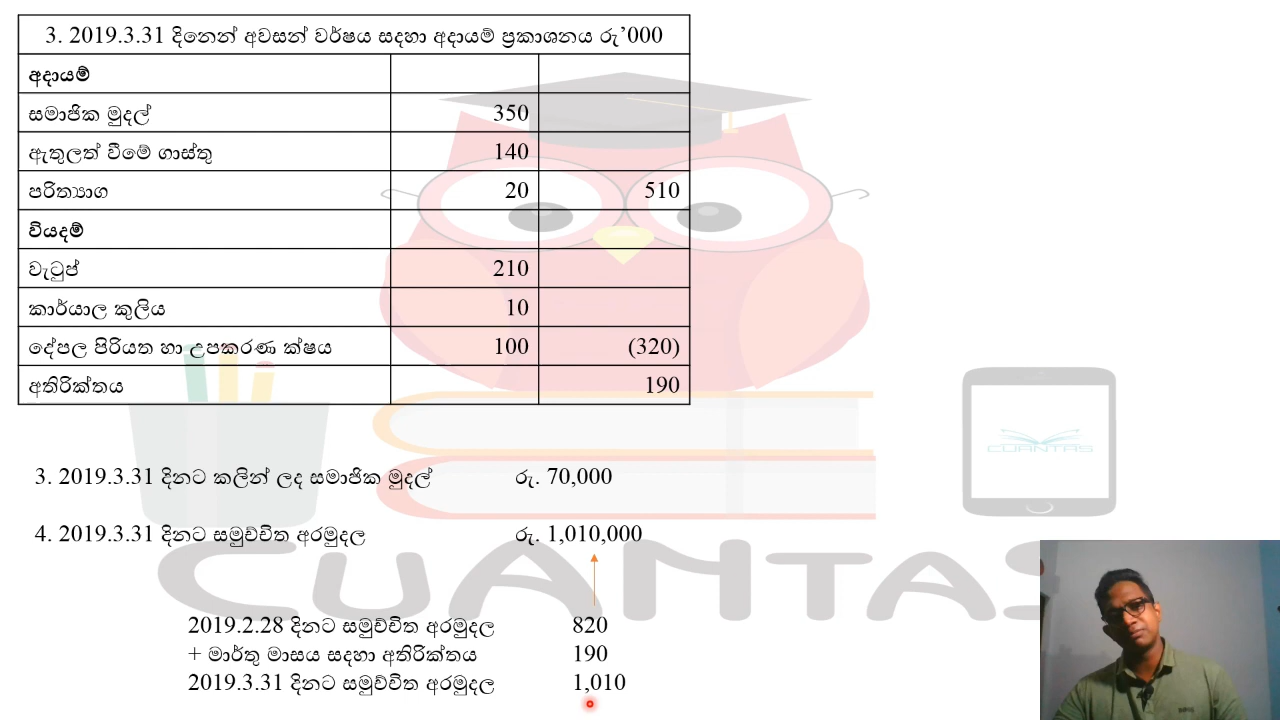 3. 2019.3.31 දිනෙන් අවසන් වර්ෂය සදහා අදායම් ප්‍රකාශනය රු’000
අදායම්
සමාජික මුදල් 350
ඇතුලත් වීමේ ගාස්තු 140
පරිත්‍යාග 20 510
වියදම්
වැටුප් 210
කාර්යාල කුලිය 10
දේපල පිරියත හා උපකරණ ක්ෂය 100 (320)
අතිරික්තය 190
3. 2019.3.31 දිනට කලින් ලද සමාජික මුදල් රු. 70,000
4. 2019.3.31 දිනට සමුච්චිත අරමුදල රු. 1,010,000
2019.2.28 දිනට සමුච්චිත අරමුදල 820
+ මාර්තු මාසය සදහා අතිරික්තය 190
2019.3.31 දිනට සමුච්චිත අරමුදල 1,010
CUANTAS
CUANTAS